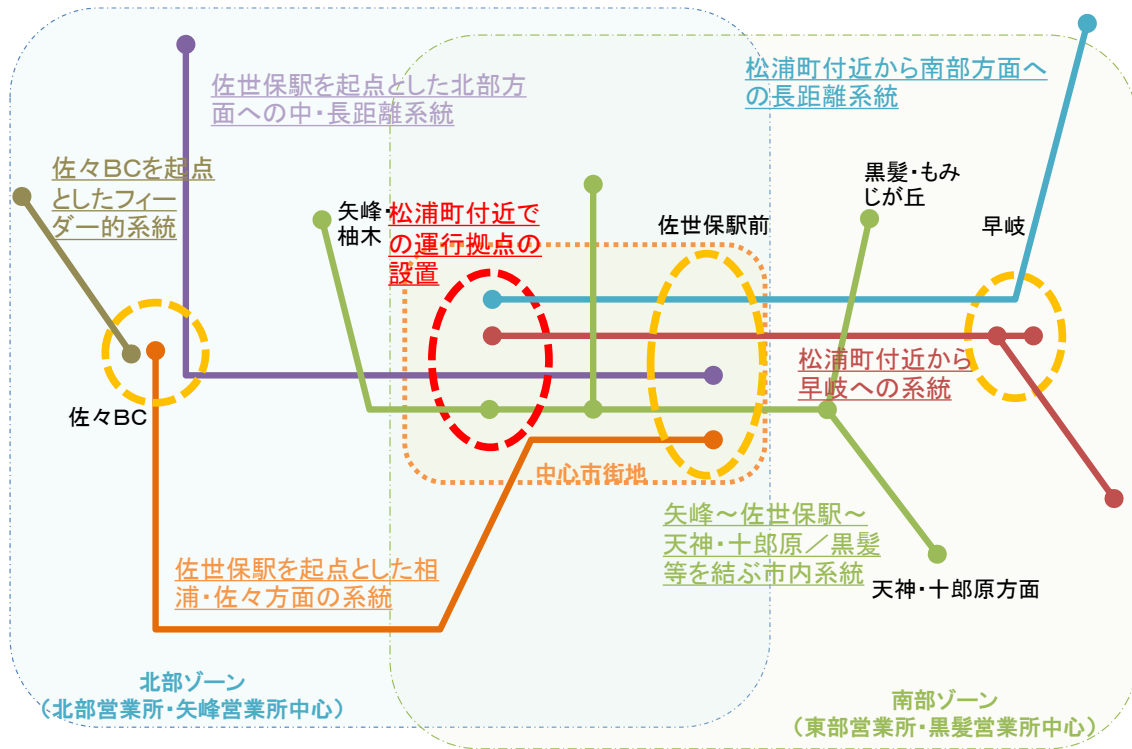 佐世保駅を起点とした北部方
面への中・長距離系統
松浦町付近から南部方面へ
の長距離系統
佐々BCを起点
としたフィー
ダー的系統
矢峰・
柚木
松浦町付近で
の運行拠点の
設置
佐世保駅前
黒髪・もみ
じが丘
早岐
松浦町付近から
早岐への系統
佐々BC
中心市街地
矢峰～佐世保駅～
天神・十郎原／黒髪
等を結ぶ市内系統
佐世保駅を起点とした相
浦・佐々方面の系統
天神・十郎原方面
北部ゾーン
（北部営業所・矢峰営業所中心）
南部ゾーン
（東部営業所・黒髪営業所中心）